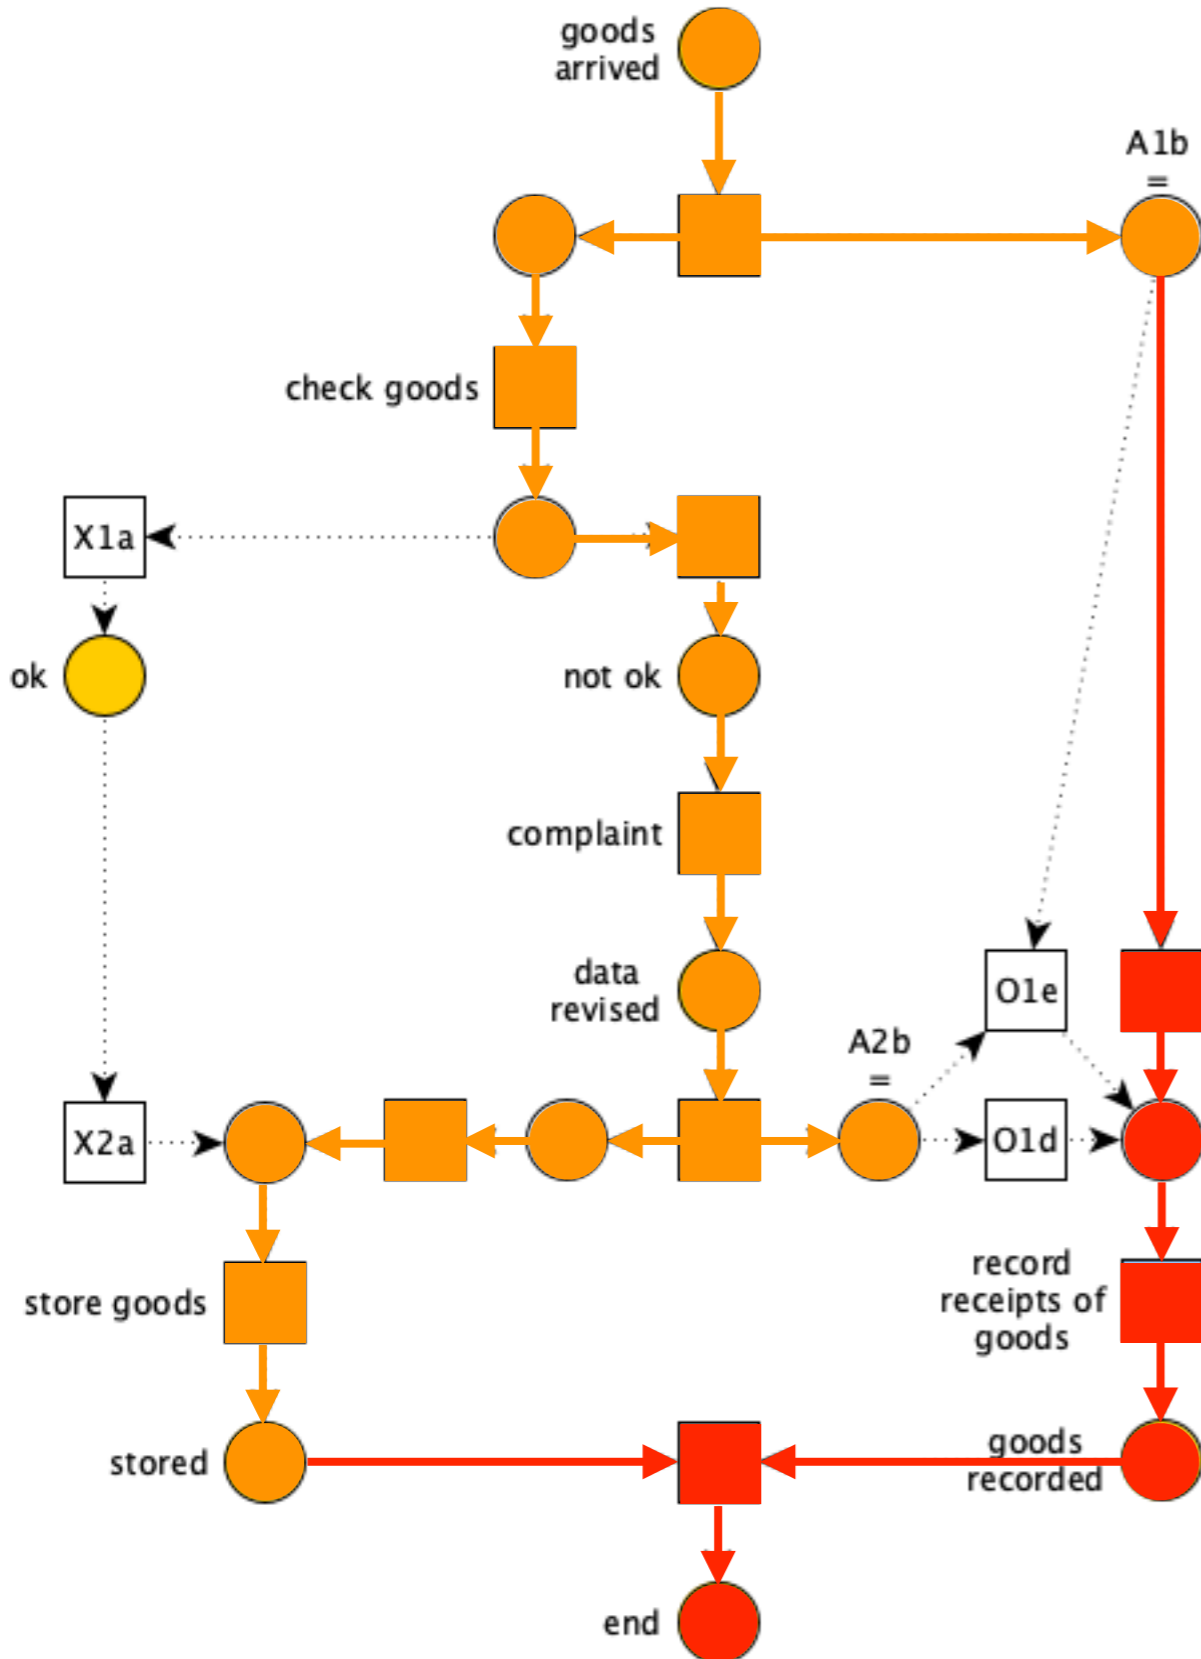 goods
arrived
A1b
=
check goods
X1a
ok
not ok
complaint
data
revised
O1e
A2b
=
X2a
O1d
store goods
record
receipts of
goods
stored
goods
recorded
end